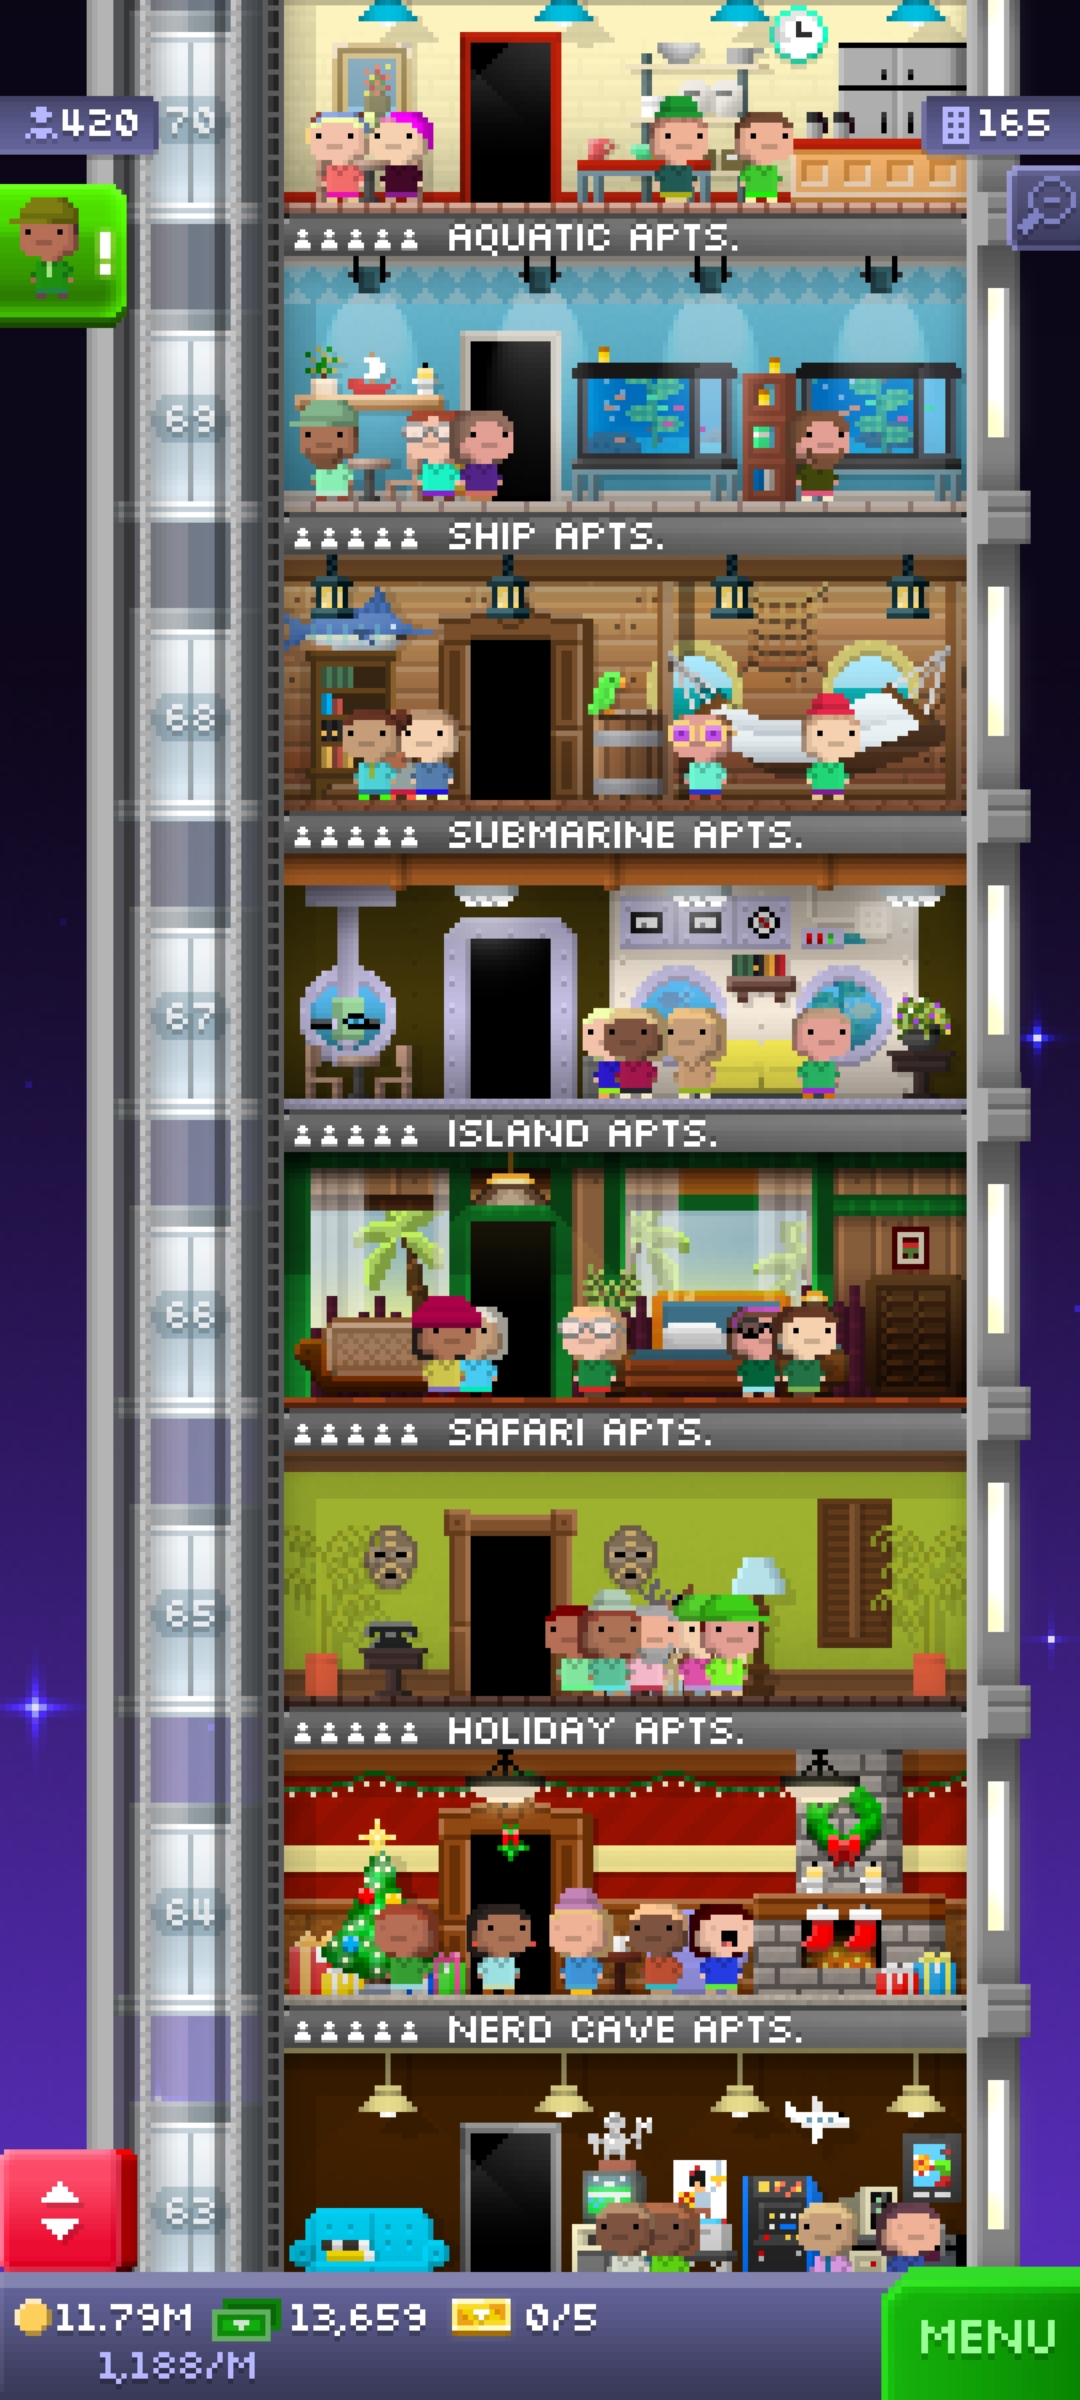 420
70
165
!
AQUATIC APTS.
69
SHIP APTS.
68
SUBMARINE APTS.
67
ISLAND APTS.
66
SAFARI APTS.
65
HOLIDAY APTS.
64
NERD CAVE APTS.
63
11.79M 13,659 0/5
1,188/M
MENU